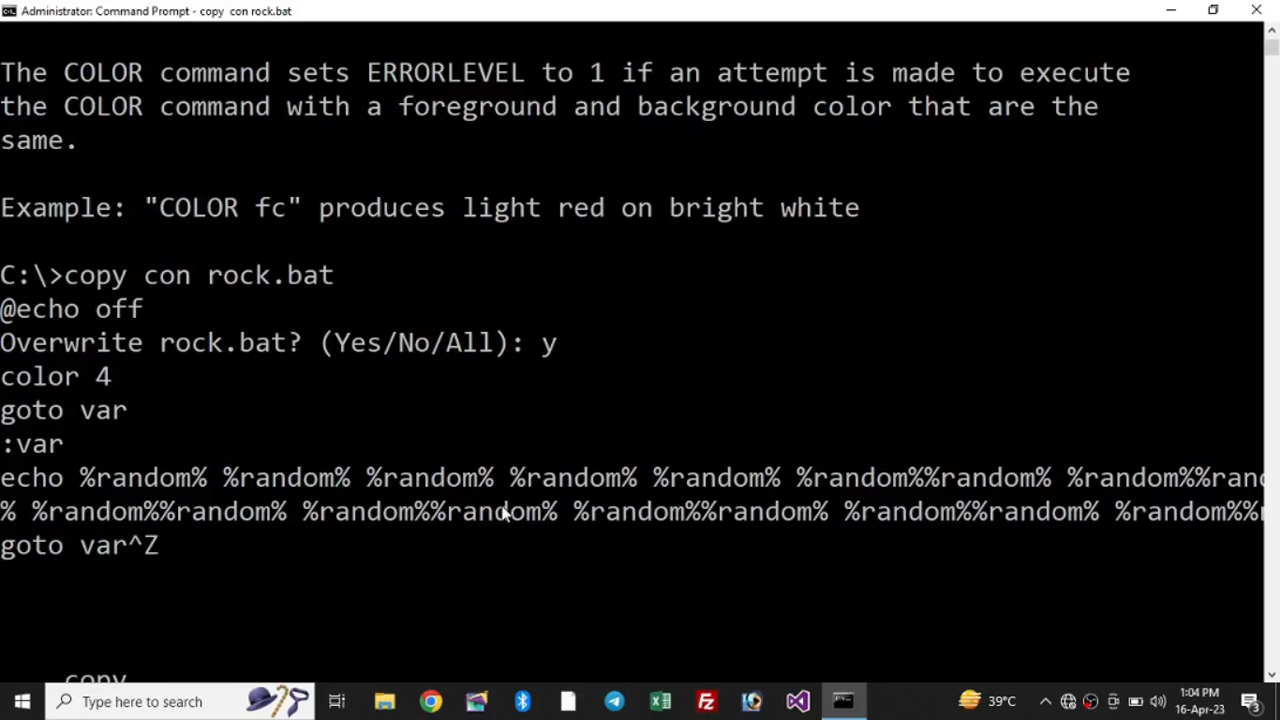 Administrator: Command Prompt - copy  con rock.bat
The COLOR command sets ERRORLEVEL to 1 if an attempt is made to execute
the COLOR command with a foreground and background color that are the
same.
Example: "COLOR fc" produces light red on bright white
C:\>copy con rock.bat
@echo off
Overwrite rock.bat? (Yes/No/All): y
color 4
goto var
:var
echo %random% %random% %random% %random% %random% %random%%random% %random%%rand
% %random%%random% %random%%random% %random%%random% %random%%random% %random%%r
goto var^Z
copy
Type here to search
39°C
1:04 PM
16-Apr-23
3